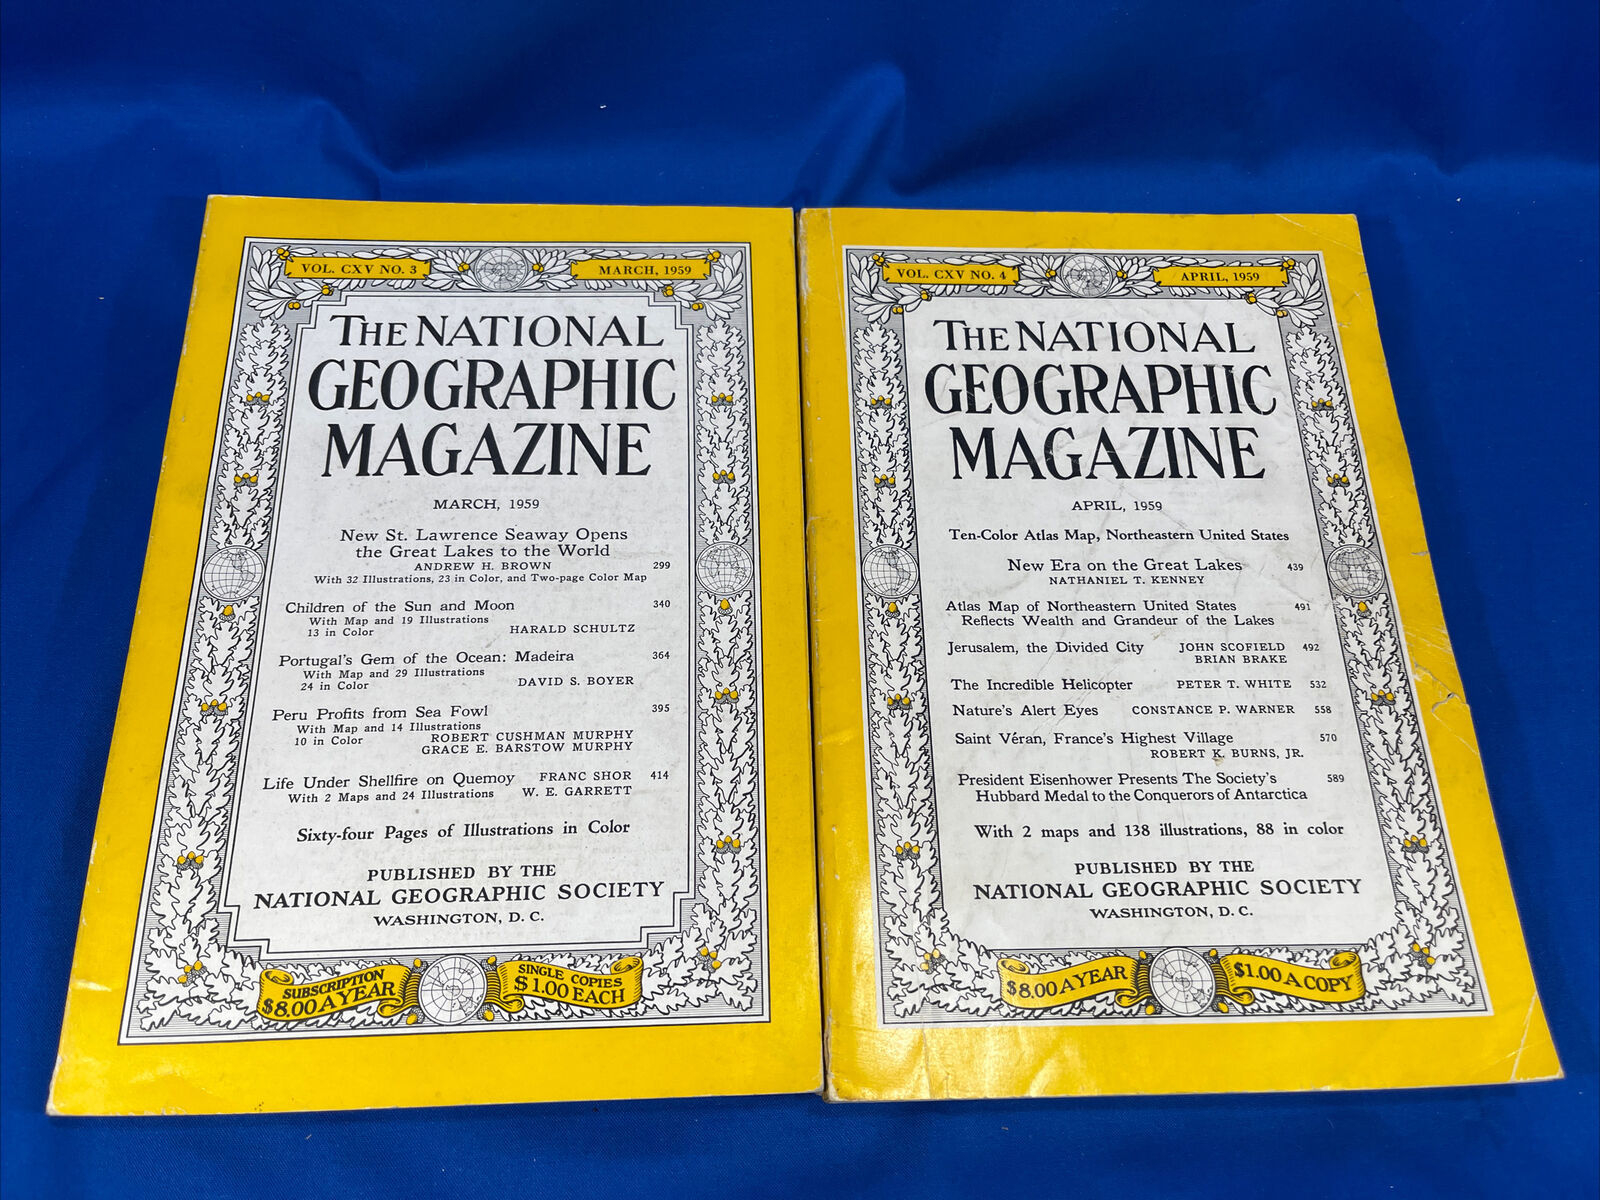 VOL. CXV NO. 3
MARCH, 1959
THE NATIONAL
GEOGRAPHIC
MAGAZINE
MARCH, 1959
New St. Lawrence Seaway Opens
the Great Lakes to the World
ANDREW H. BROWN 299
With 32 Illustrations, 23 in Color, and Two-page Color Map
Children of the Sun and Moon 340
With Map and 19 Illustrations
13 in Color HARALD SCHULTZ
Portugal's Gem of the Ocean: Madeira 364
With Map and 29 Illustrations
24 in Color DAVID S. BOYER
Peru Profits from Sea Fowl 395
With Map and 14 Illustrations
10 in Color ROBERT CUSHMAN MURPHY
GRACE E. BARSTOW MURPHY
Life Under Shellfire on Quemoy FRANC SHOR 414
With 2 Maps and 24 Illustrations W. E. GARRETT
Sixty-four Pages of Illustrations in Color
PUBLISHED BY THE
NATIONAL GEOGRAPHIC SOCIETY
WASHINGTON, D. C.
SUBSCRIPTION
$8.00 A YEAR
SINGLE COPIES
$1.00 EACH
VOL. CXV NO. 4
APRIL, 1959
THE NATIONAL
GEOGRAPHIC
MAGAZINE
APRIL, 1959
Ten-Color Atlas Map, Northeastern United States
New Era on the Great Lakes 439
NATHANIEL T. KENNEY
Atlas Map of Northeastern United States 491
Reflects Wealth and Grandeur of the Lakes
Jerusalem, the Divided City JOHN SCOFIELD 492
BRIAN BRAKE
The Incredible Helicopter PETER T. WHITE 532
Nature's Alert Eyes CONSTANCE P. WARNER 558
Saint Véran, France's Highest Village 570
ROBERT K. BURNS, JR.
President Eisenhower Presents The Society's 589
Hubbard Medal to the Conquerors of Antarctica
With 2 maps and 138 illustrations, 88 in color
PUBLISHED BY THE
NATIONAL GEOGRAPHIC SOCIETY
WASHINGTON, D. C.
$8.00 A YEAR
$1.00 A COPY